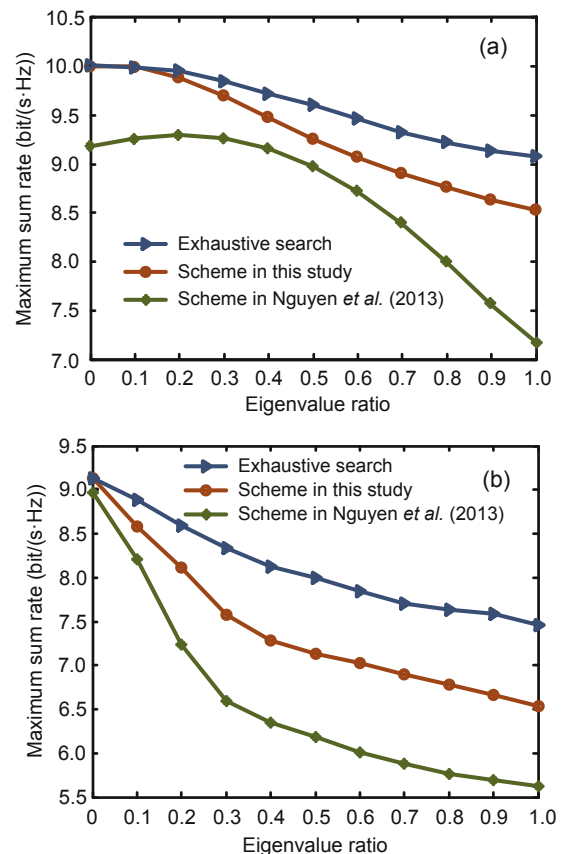 (a)
10.5
10.0
9.5
9.0
8.5
8.0
7.5
7.0
Maximum sum rate (bit/(s·Hz))
Exhaustive search
Scheme in this study
Scheme in Nguyen et al. (2013)
0 0.1 0.2 0.3 0.4 0.5 0.6 0.7 0.8 0.9 1.0
Eigenvalue ratio
(b)
9.5
9.0
8.5
8.0
7.5
7.0
6.5
6.0
5.5
Maximum sum rate (bit/(s·Hz))
Exhaustive search
Scheme in this study
Scheme in Nguyen et al. (2013)
0 0.1 0.2 0.3 0.4 0.5 0.6 0.7 0.8 0.9 1.0
Eigenvalue ratio